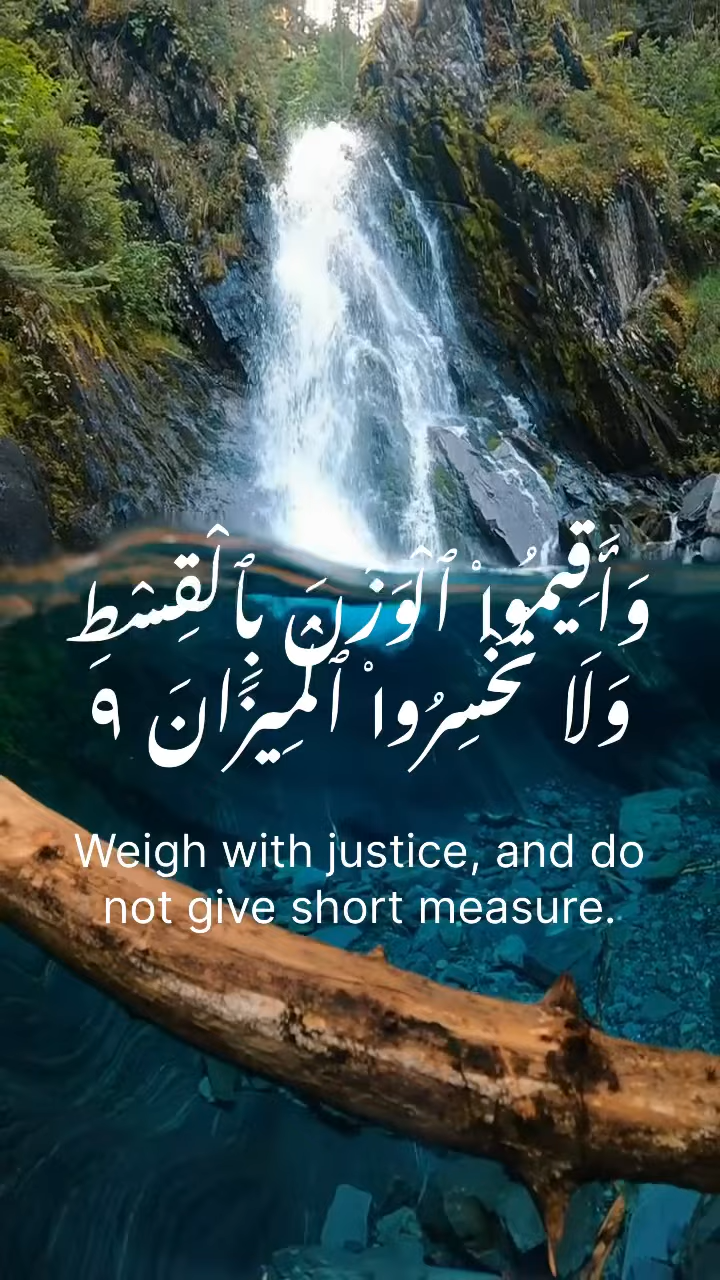 وَأَقِيمُوا۟ ٱلْوَزْنَ بِٱلْقِسْطِ
وَلَا تُخْسِرُوا۟ ٱلْمِيزَانَ ٩
Weigh with justice, and do
not give short measure.